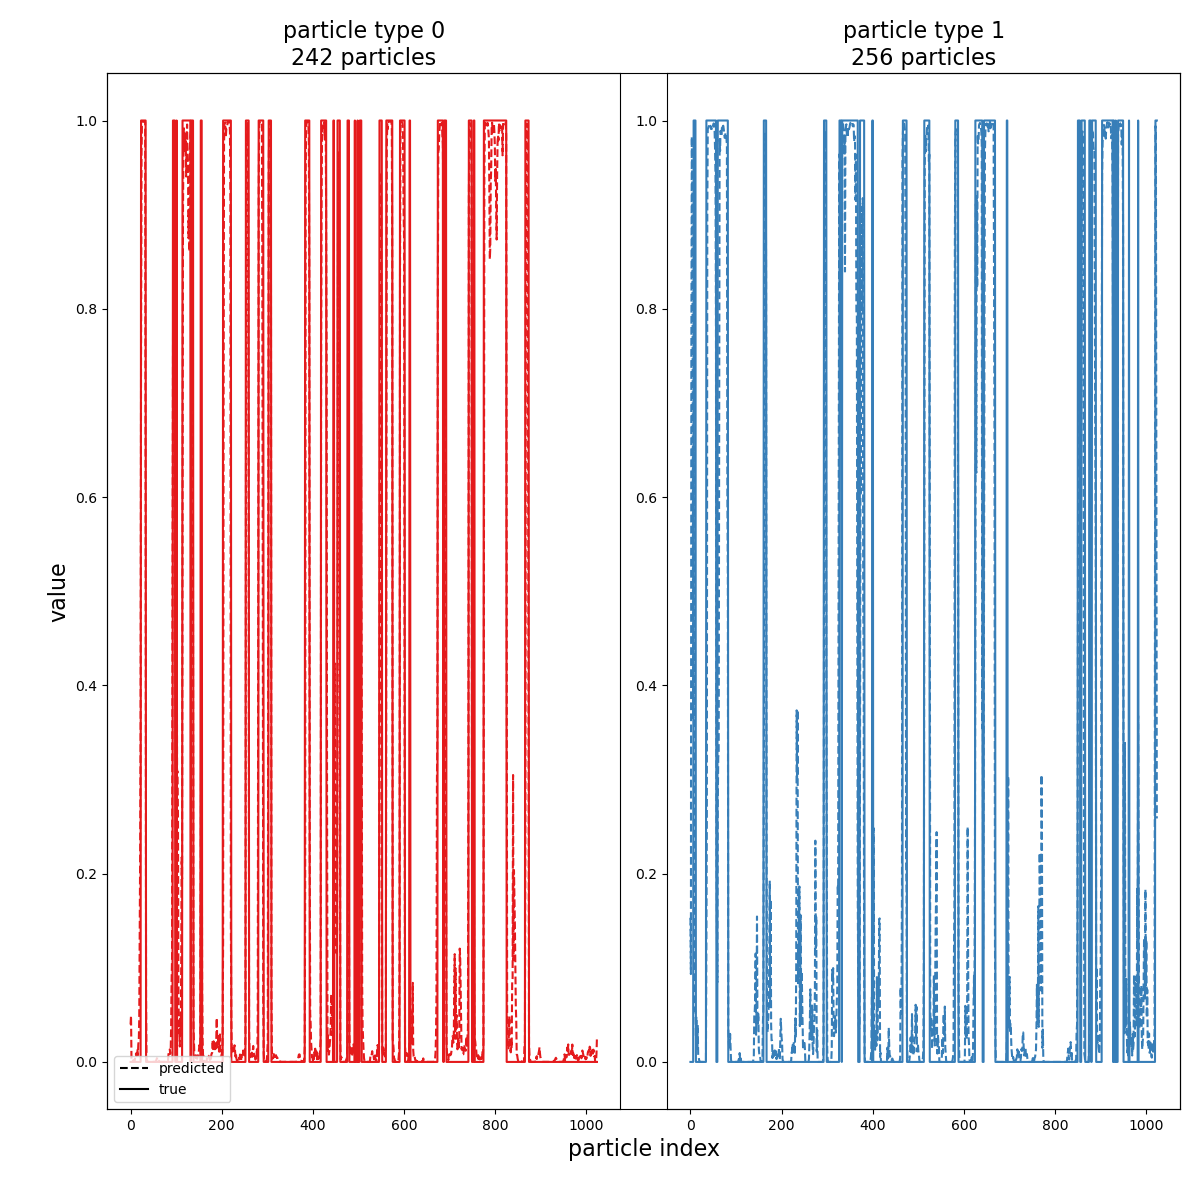 particle type 0
242 particles
particle type 1
256 particles
1.0
0.8
0.6
0.4
0.2
0.0
1.0
0.8
0.6
0.4
0.2
0.0
value
predicted
true
0 200 400 600 800 1000
0 200 400 600 800 1000
particle index